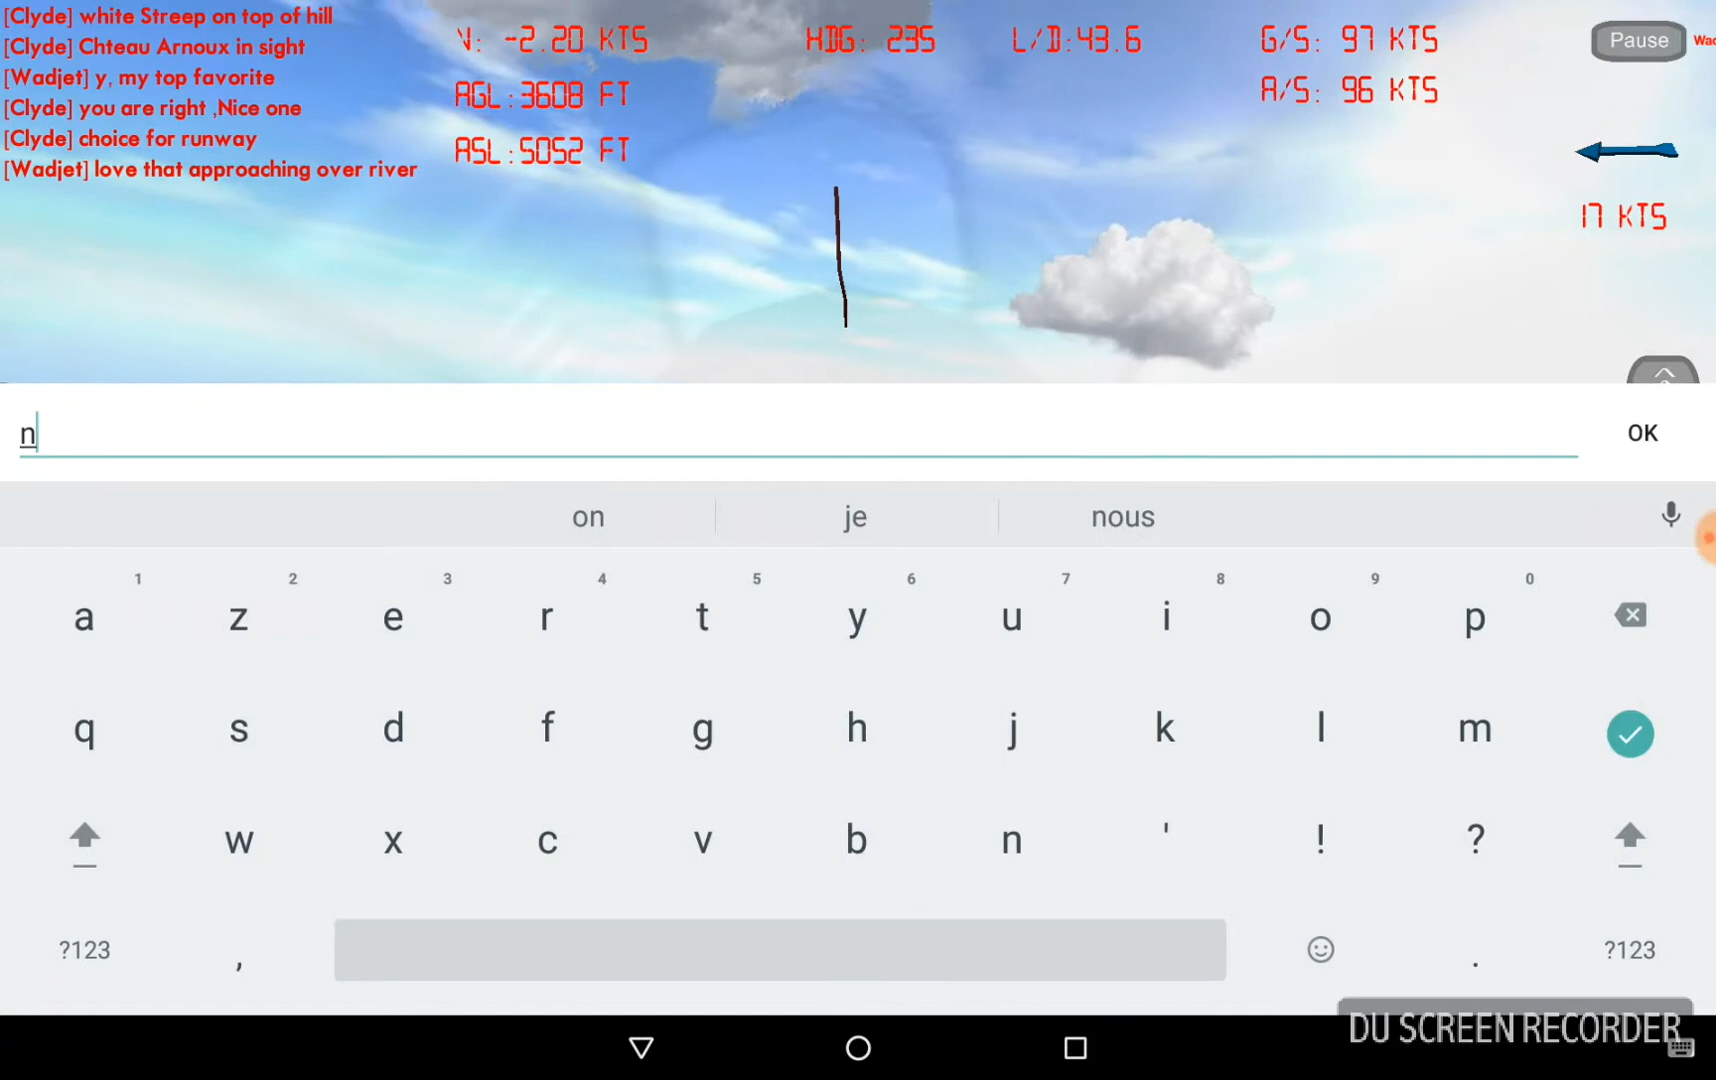 [Clyde] white Streep on top of hill
[Clyde] Chteau Arnoux in sight
[Wadjet] y, my top favorite
[Clyde] you are right ,Nice one
[Clyde] choice for runway
[Wadjet] love that approaching over river
V: -2.20 KTS
AGL:3608 FT
ASL:5052 FT
HDG: 235
L/D:43.6
G/S: 97 KTS
A/S: 96 KTS
Pause
Wad
17 KTS
n
OK
on je nous
1 2 3 4 5 6 7 8 9 0
a z e r t y u i o p
q s d f g h j k l m
w x c v b n ' ! ?
?123 , . ?123
DU SCREEN RECORDER